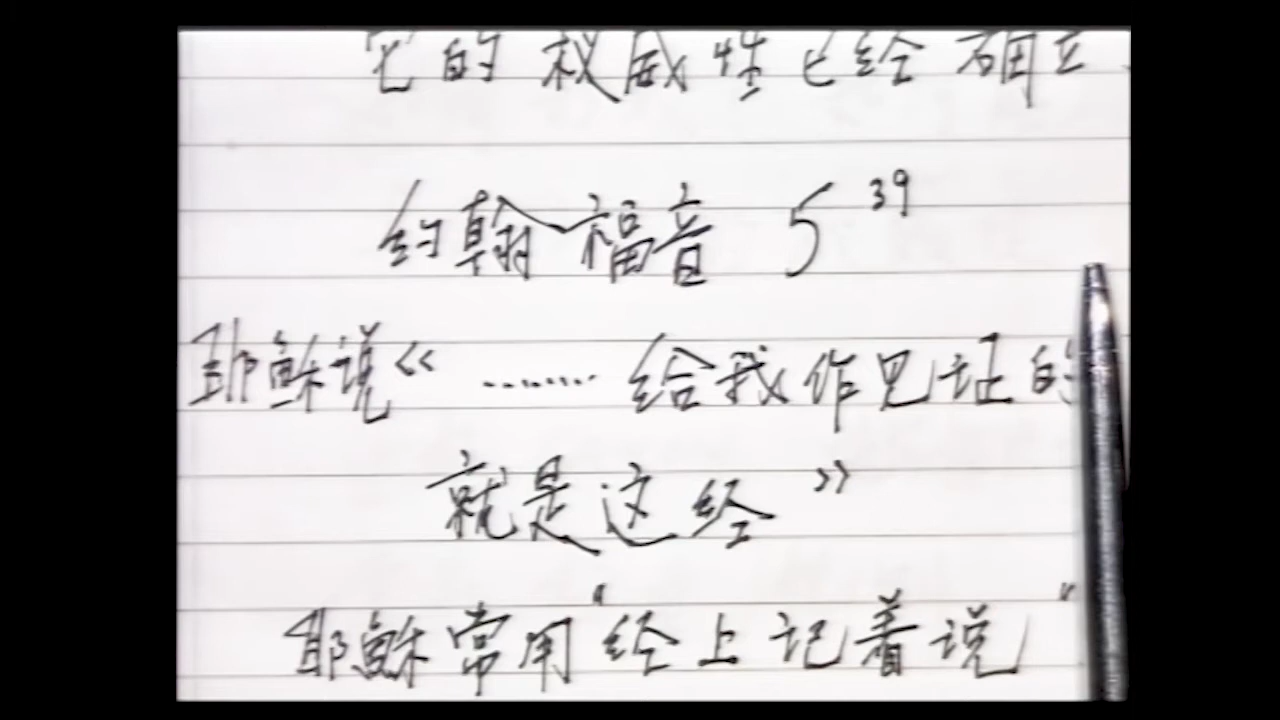 它的权威性已经确立
约翰福音 5 39
耶稣说《 ........ 给我作见证的
就是这经 》
耶稣常用“经上记着说”